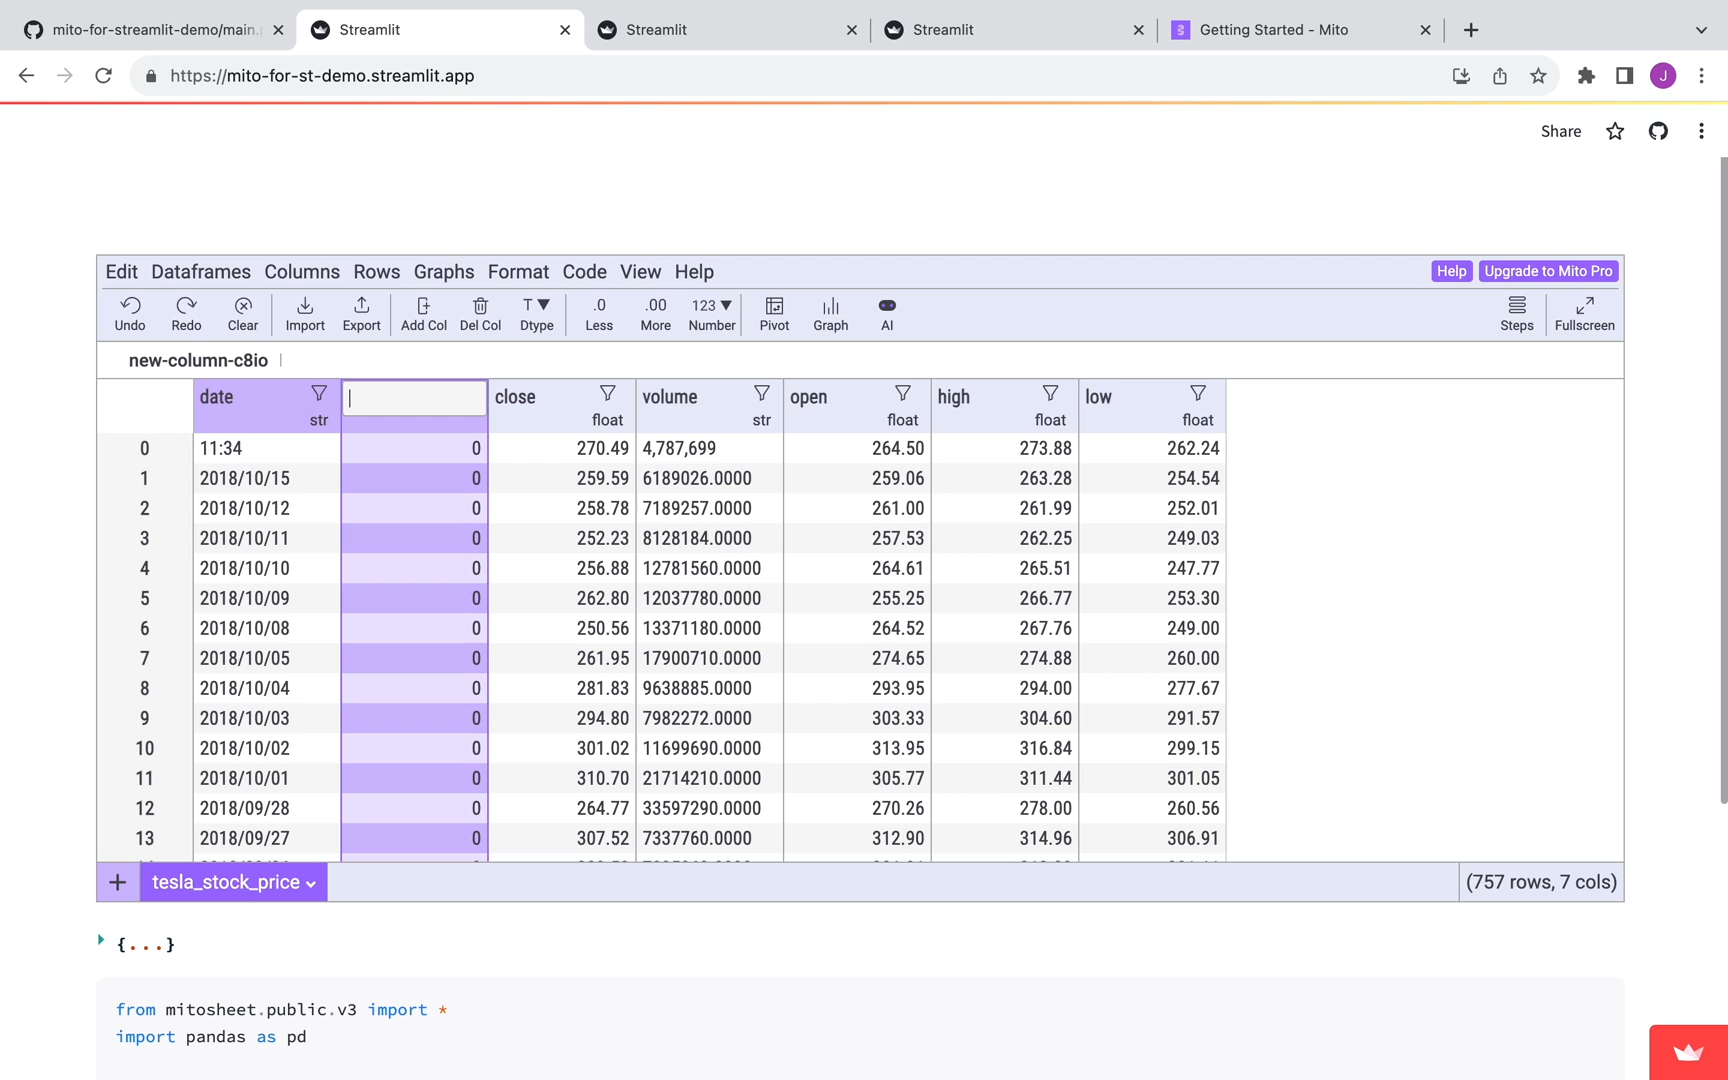 mito-for-streamlit-demo/main.
Streamlit
Streamlit
Streamlit
Getting Started - Mito
https://mito-for-st-demo.streamlit.app
J
Share
Edit Dataframes Columns Rows Graphs Format Code View Help
Help Upgrade to Mito Pro
T .0 .00 123
Undo Redo Clear Import Export Add Col Del Col Dtype Less More Number Pivot Graph AI Steps Fullscreen
new-column-c8io
date close volume open high low
str float str float float float
0 11:34 0 270.49 4,787,699 264.50 273.88 262.24
1 2018/10/15 0 259.59 6189026.0000 259.06 263.28 254.54
2 2018/10/12 0 258.78 7189257.0000 261.00 261.99 252.01
3 2018/10/11 0 252.23 8128184.0000 257.53 262.25 249.03
4 2018/10/10 0 256.88 12781560.0000 264.61 265.51 247.77
5 2018/10/09 0 262.80 12037780.0000 255.25 266.77 253.30
6 2018/10/08 0 250.56 13371180.0000 264.52 267.76 249.00
7 2018/10/05 0 261.95 17900710.0000 274.65 274.88 260.00
8 2018/10/04 0 281.83 9638885.0000 293.95 294.00 277.67
9 2018/10/03 0 294.80 7982272.0000 303.33 304.60 291.57
10 2018/10/02 0 301.02 11699690.0000 313.95 316.84 299.15
11 2018/10/01 0 310.70 21714210.0000 305.77 311.44 301.05
12 2018/09/28 0 264.77 33597290.0000 270.26 278.00 260.56
13 2018/09/27 0 307.52 7337760.0000 312.90 314.96 306.91
+ tesla_stock_price (757 rows, 7 cols)
{...}
from mitosheet.public.v3 import *
import pandas as pd